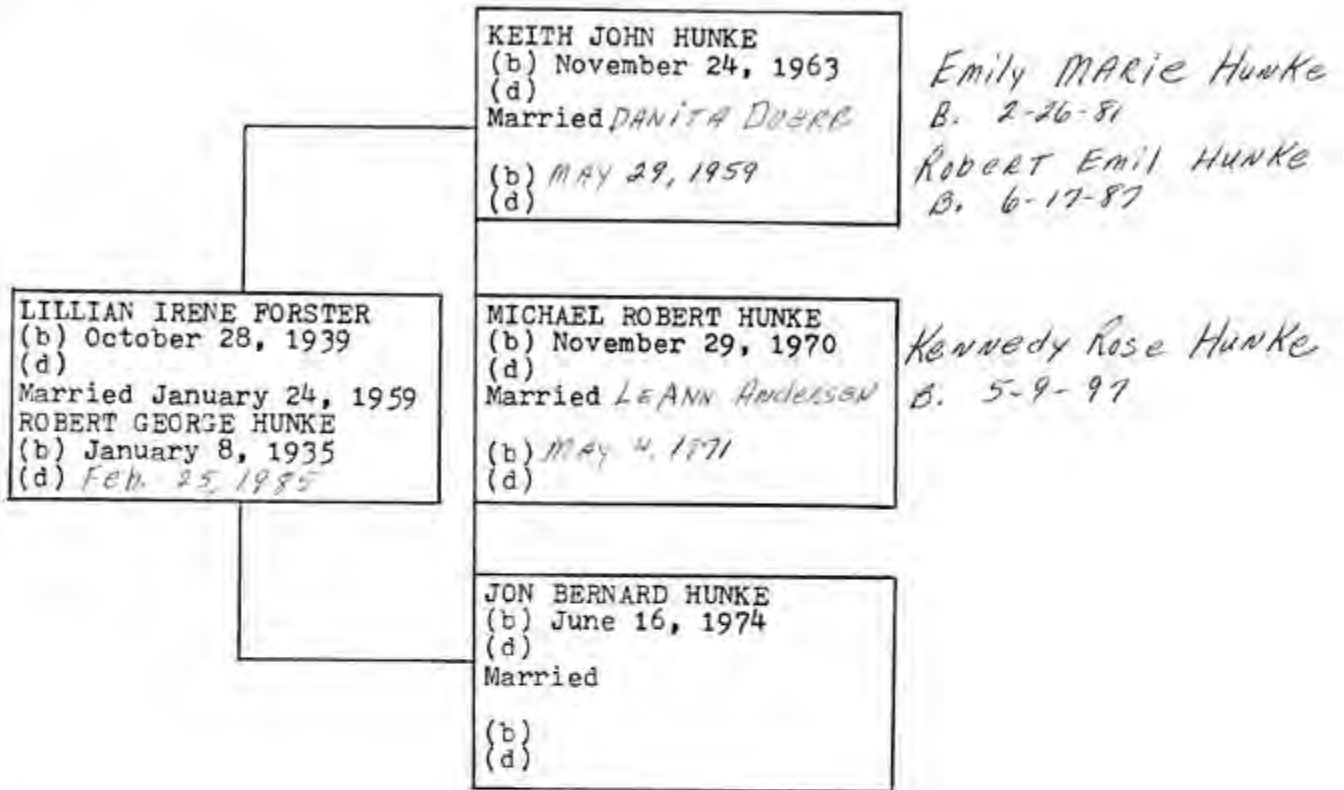 KEITH JOHN HUNKE
(b) November 24, 1963
(d)
Married DANITA DOERR
(b) MAY 29, 1959
(d)
Emily MARie HunKe
B. 2-26-81
RobeRT Emil HUNKe
B. 6-17-87
LILLIAN IRENE FORSTER
(b) October 28, 1939
(d)
Married January 24, 1959
ROBERT GEORGE HUNKE
(b) January 8, 1935
(d) Feb. 25, 1985
MICHAEL ROBERT HUNKE
(b) November 29, 1970
(d)
Married LeANN AndeRSeN
(b) MAY 4, 1971
(d)
KeNNedy Rose HuNKe
B. 5-9-97
JON BERNARD HUNKE
(b) June 16, 1974
(d)
Married
(b)
(d)